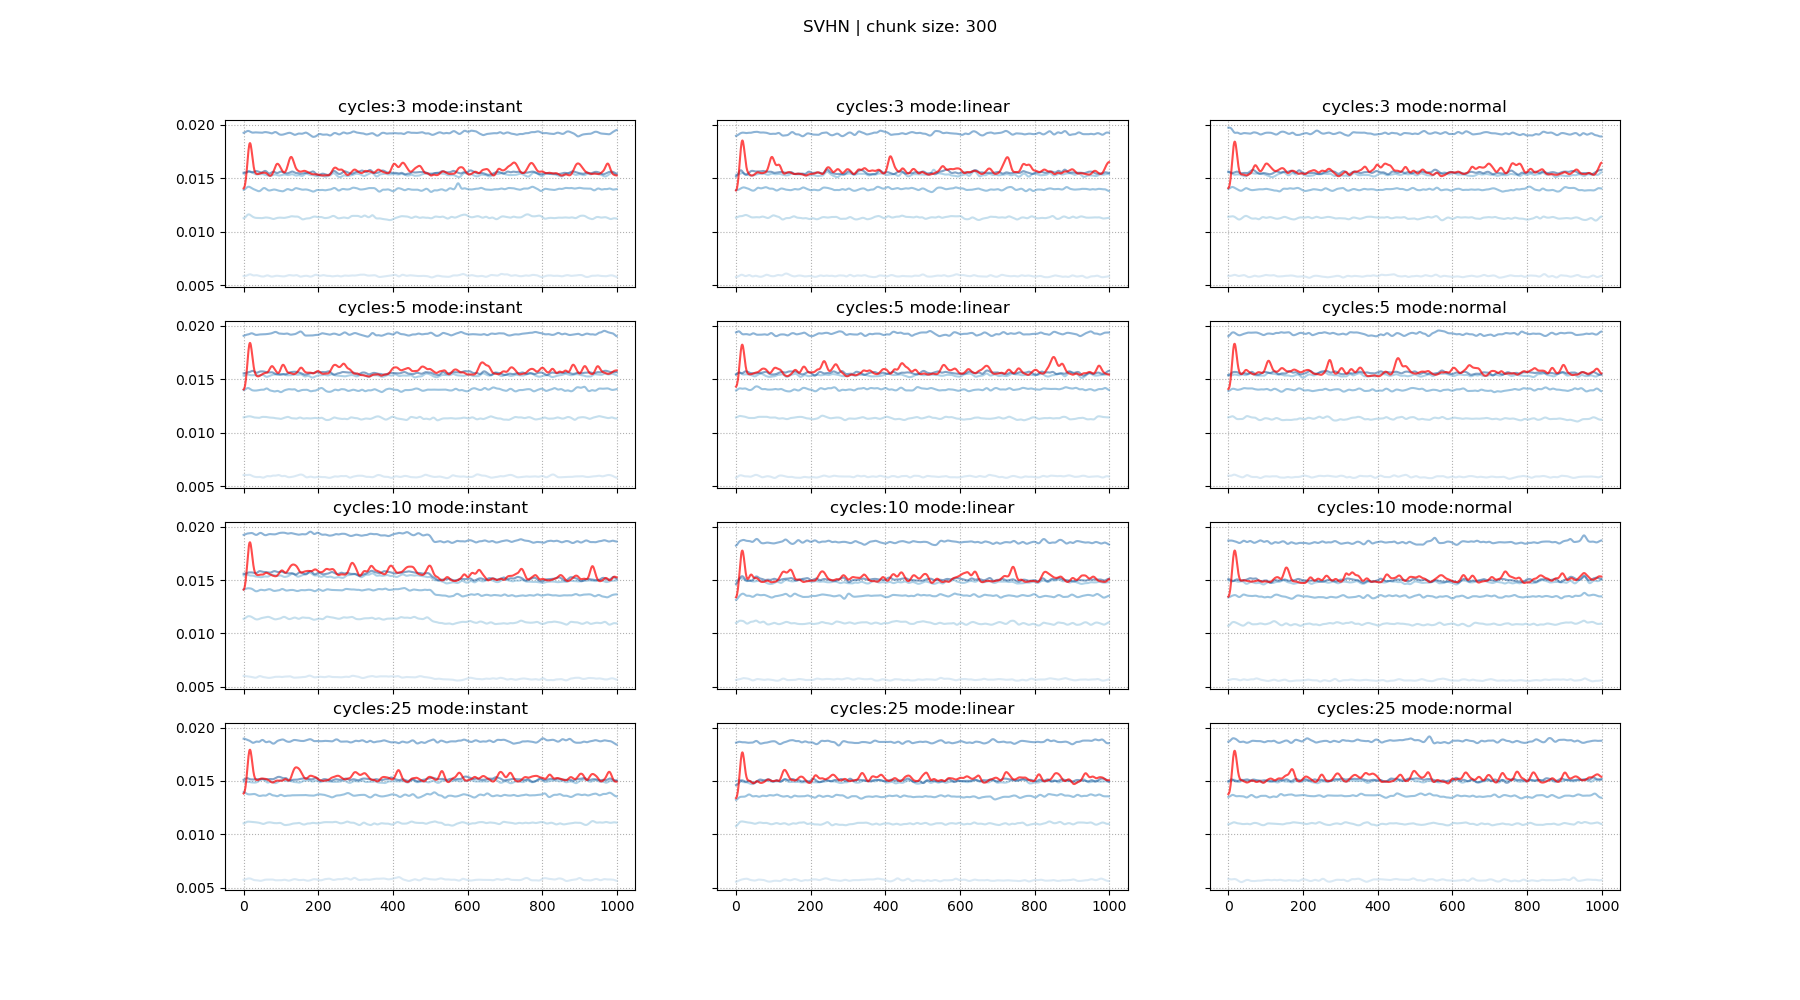 SVHN | chunk size: 300
cycles:3 mode:instant
cycles:3 mode:linear
cycles:3 mode:normal
0.020
0.015
0.010
0.005
cycles:5 mode:instant
cycles:5 mode:linear
cycles:5 mode:normal
0.020
0.015
0.010
0.005
cycles:10 mode:instant
cycles:10 mode:linear
cycles:10 mode:normal
0.020
0.015
0.010
0.005
cycles:25 mode:instant
cycles:25 mode:linear
cycles:25 mode:normal
0.020
0.015
0.010
0.005
0 200 400 600 800 1000
0 200 400 600 800 1000
0 200 400 600 800 1000